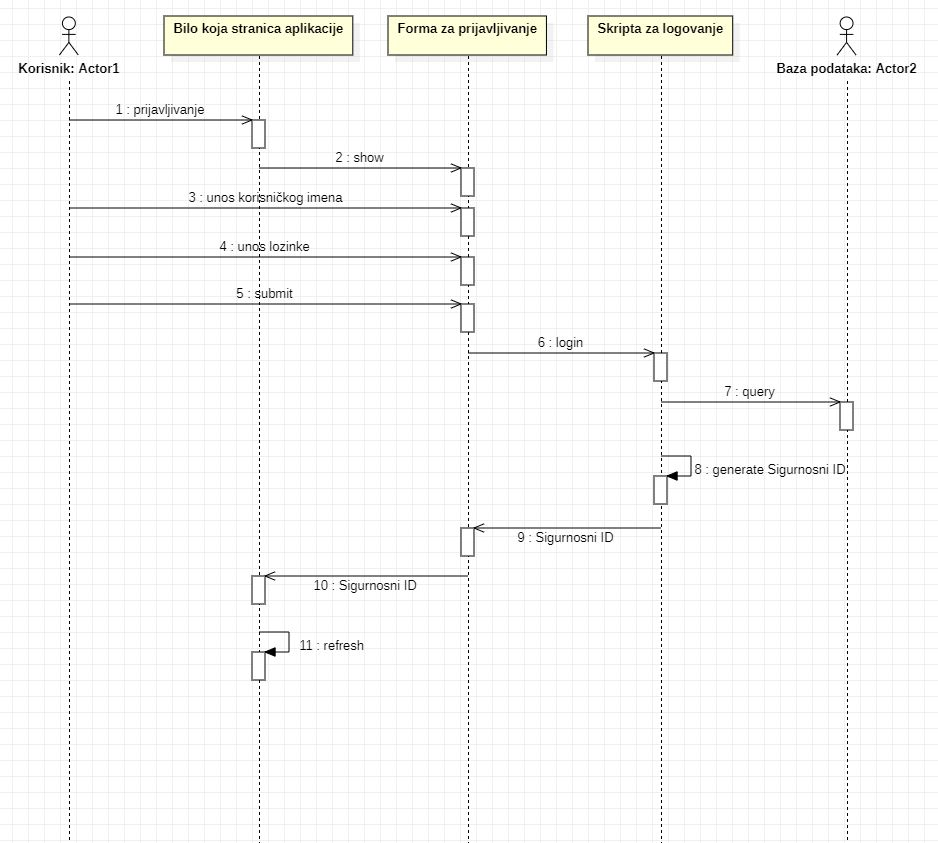 Bilo koja stranica aplikacije
Forma za prijavljivanje
Skripta za logovanje
Korisnik: Actor1
Baza podataka: Actor2
1 : prijavljivanje
2 : show
3 : unos korisničkog imena
4 : unos lozinke
5 : submit
6 : login
7 : query
8 : generate Sigurnosni ID
9 : Sigurnosni ID
10 : Sigurnosni ID
11 : refresh